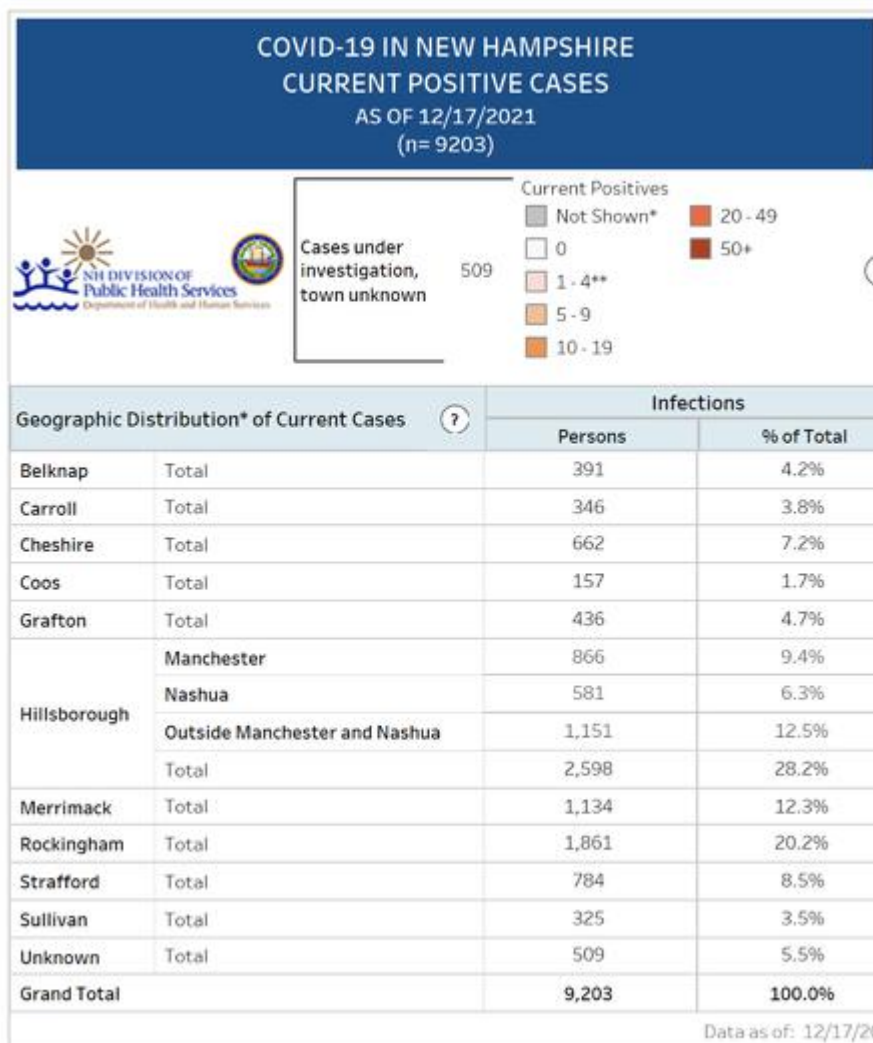 COVID-19 IN NEW HAMPSHIRE
CURRENT POSITIVE CASES
AS OF 12/17/2021
(n= 9203)
NH DIVISION OF
Public Health Services
Department of Health and Human Services
Cases under
investigation,
town unknown
509
Current Positives
Not Shown*
0
1 - 4**
5 - 9
10 - 19
20 - 49
50+
Geographic Distribution* of Current Cases ? Infections
Persons % of Total
Belknap Total 391 4.2%
Carroll Total 346 3.8%
Cheshire Total 662 7.2%
Coos Total 157 1.7%
Grafton Total 436 4.7%
Hillsborough
Manchester 866 9.4%
Nashua 581 6.3%
Outside Manchester and Nashua 1,151 12.5%
Total 2,598 28.2%
Merrimack Total 1,134 12.3%
Rockingham Total 1,861 20.2%
Strafford Total 784 8.5%
Sullivan Total 325 3.5%
Unknown Total 509 5.5%
Grand Total 9,203 100.0%
Data as of: 12/17/20